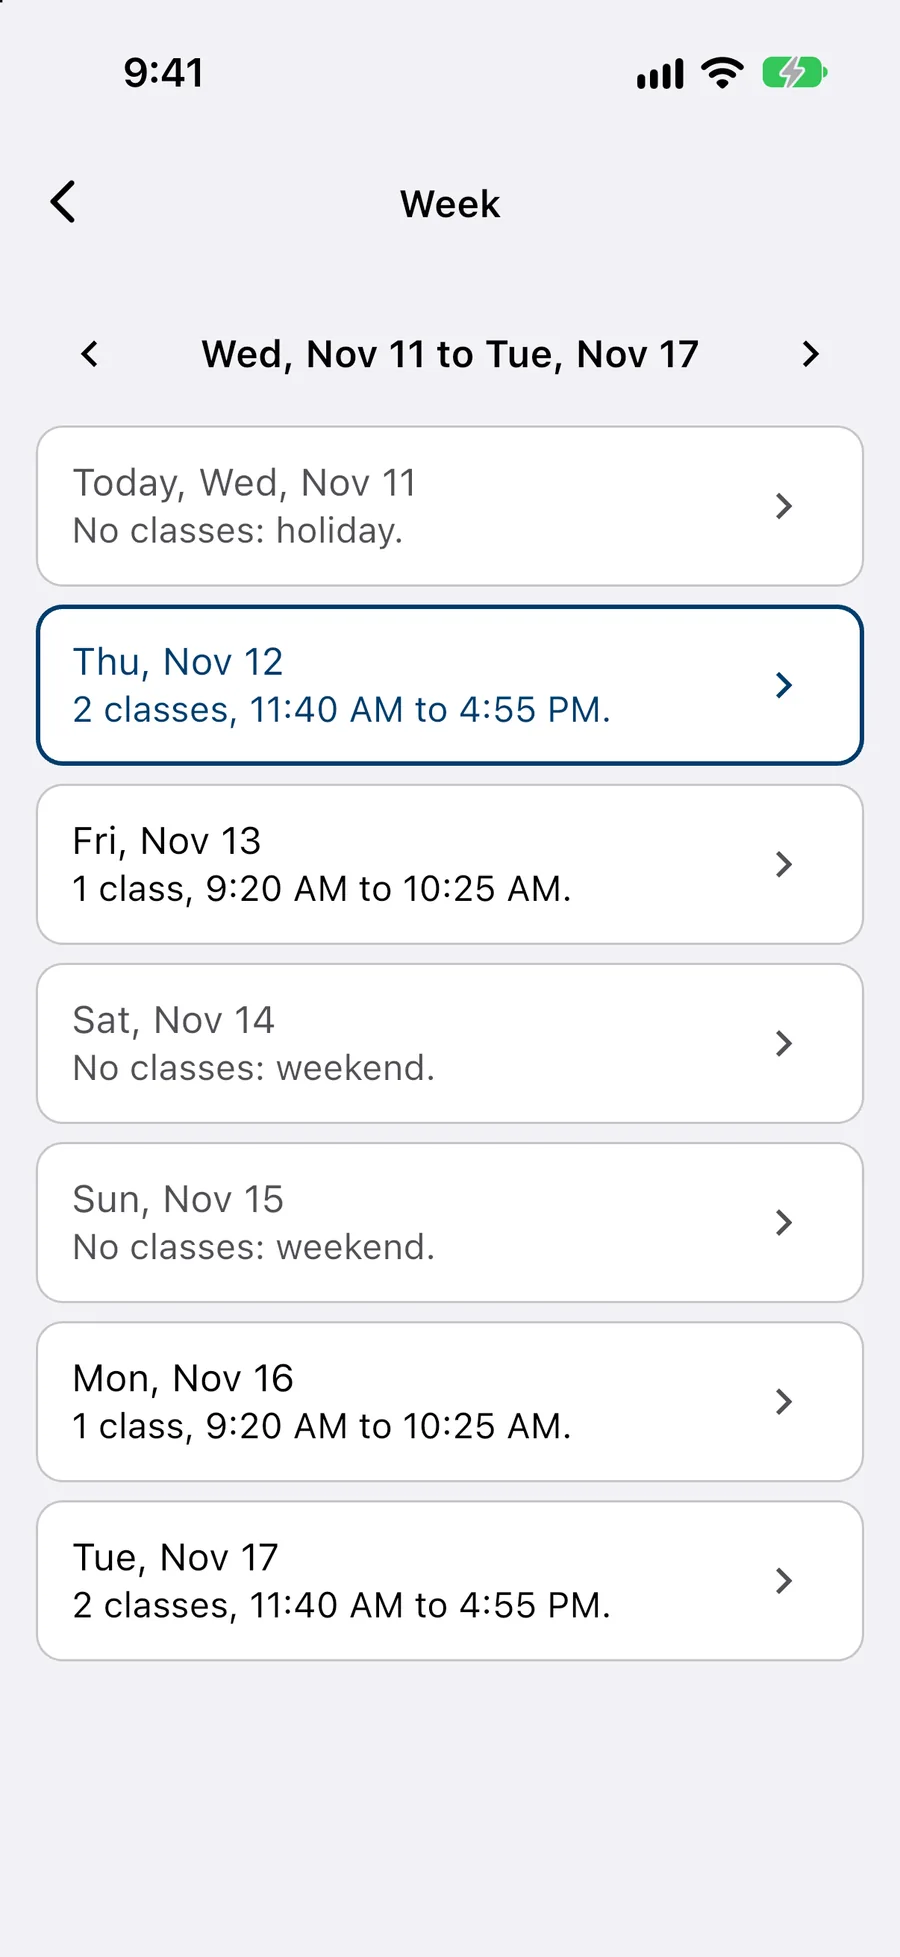 9:41
Week
Wed, Nov 11 to Tue, Nov 17
Today, Wed, Nov 11
No classes: holiday.
Thu, Nov 12
2 classes, 11:40 AM to 4:55 PM.
Fri, Nov 13
1 class, 9:20 AM to 10:25 AM.
Sat, Nov 14
No classes: weekend.
Sun, Nov 15
No classes: weekend.
Mon, Nov 16
1 class, 9:20 AM to 10:25 AM.
Tue, Nov 17
2 classes, 11:40 AM to 4:55 PM.